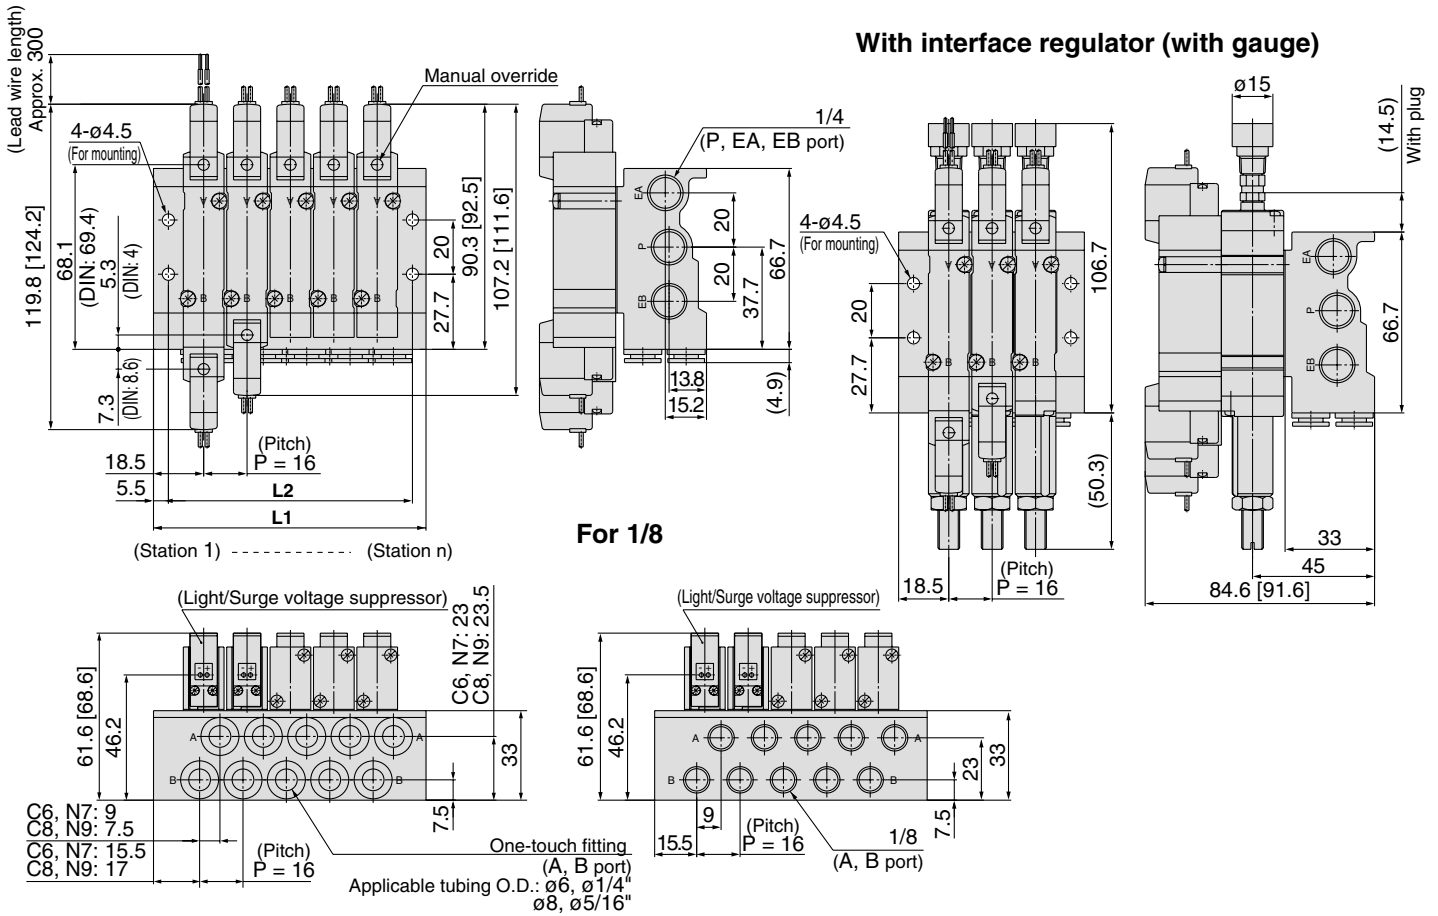 With interface regulator (with gauge)
(Lead wire length)
Approx. 300
Manual override
4-ø4.5
(For mounting)
119.8 [124.2]
68.1
(DIN: 69.4)
5.3
(DIN: 4)
7.3
(DIN: 8.6)
V
V
V
V
V
B
B
B
B
B
20
27.7
90.3 [92.5]
107.2 [111.6]
18.5
(Pitch)
P = 16
5.5
L2
L1
(Station 1)
(Station n)
1/4
(P, EA, EB port)
EA
P
EB
20
20
37.7
66.7
13.8
15.2
(4.9)
For 1/8
4-ø4.5
(For mounting)
20
27.7
V
V
V
B
B
B
106.7
(50.3)
18.5
(Pitch)
P = 16
ø15
(14.5)
With plug
EA
P
EB
66.7
33
45
84.6 [91.6]
(Light/Surge voltage suppressor)
C6, N7: 23
C8, N9: 23.5
61.6 [68.6]
46.2
A
A
B
B
33
7.5
C6, N7: 9
C8, N9: 7.5
C6, N7: 15.5
C8, N9: 17
(Pitch)
P = 16
One-touch fitting
(A, B port)
Applicable tubing O.D.: ø6, ø1/4"
ø8, ø5/16"
(Light/Surge voltage suppressor)
61.6 [68.6]
46.2
A
A
B
B
23
33
7.5
9
15.5
(Pitch)
P = 16
1/8
(A, B port)